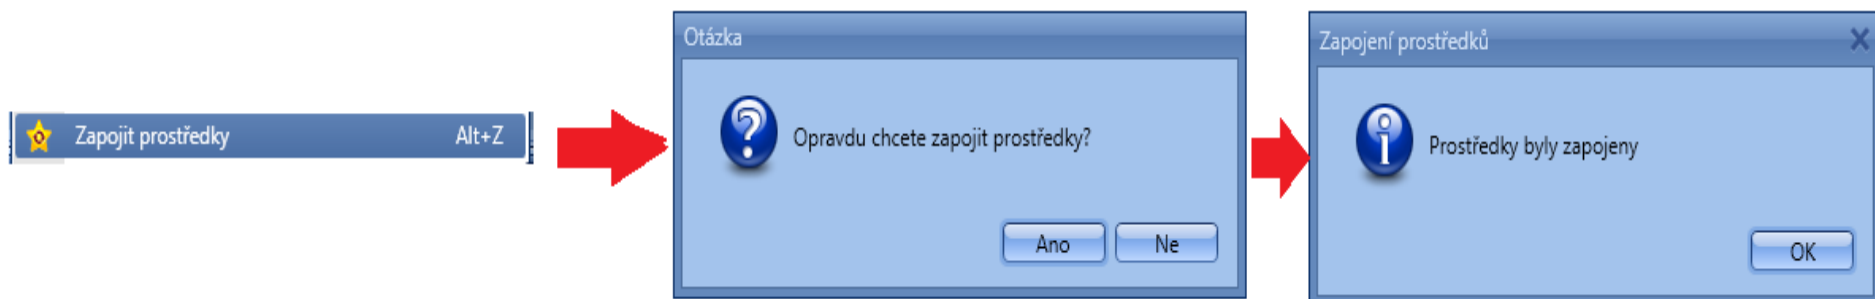 Zapojit prostředky Alt+Z
Otázka
Opravdu chcete zapojit prostředky?
Ano Ne
Zapojení prostředků
Prostředky byly zapojeny
OK